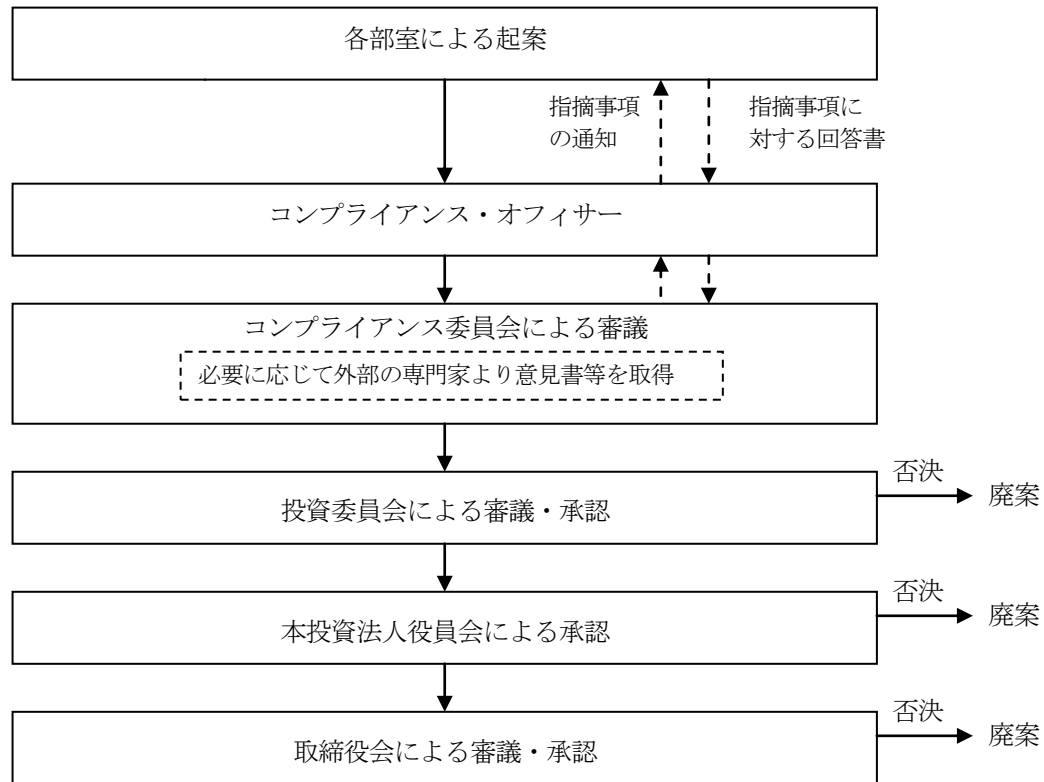 各部室による起案
指摘事項
の通知
指摘事項に
対する回答書
コンプライアンス・オフィサー
コンプライアンス委員会による審議
必要に応じて外部の専門家より意見書等を取得
投資委員会による審議・承認
否決
廃案
本投資法人役員会による承認
否決
廃案
取締役会による審議・承認
否決
廃案